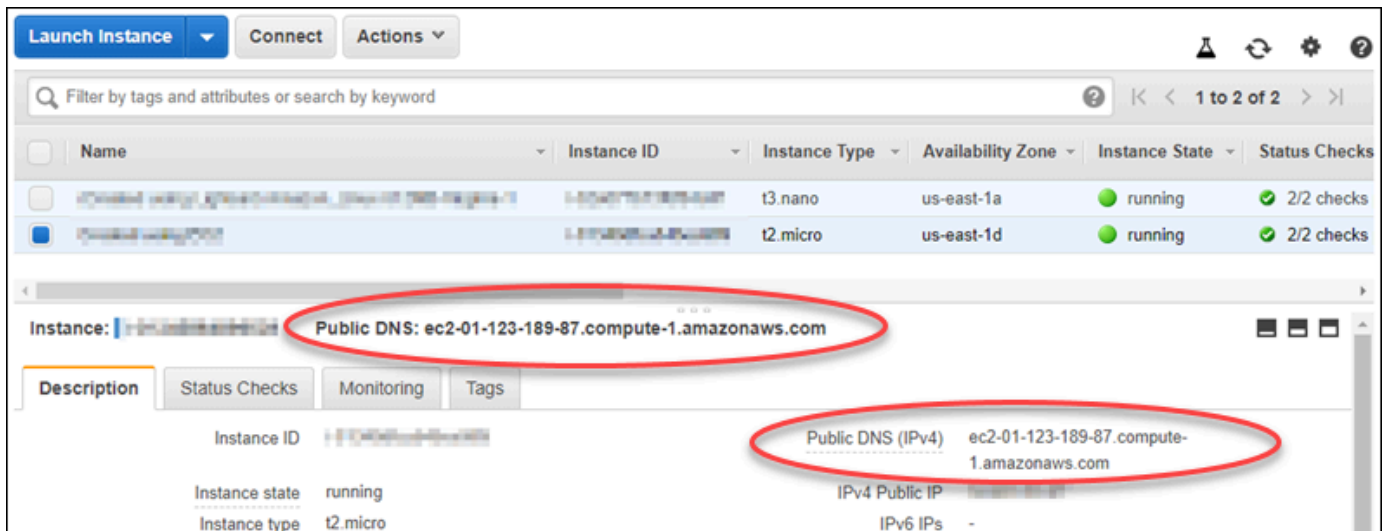 Launch Instance Connect Actions
Filter by tags and attributes or search by keyword 1 to 2 of 2
Name Instance ID Instance Type Availability Zone Instance State Status Checks
t3.nano us-east-1a running 2/2 checks
t2.micro us-east-1d running 2/2 checks
Instance: Public DNS: ec2-01-123-189-87.compute-1.amazonaws.com
Description Status Checks Monitoring Tags
Instance ID Public DNS (IPv4) ec2-01-123-189-87.compute-
1.amazonaws.com
Instance state running IPv4 Public IP
Instance type t2.micro IPv6 IPs -